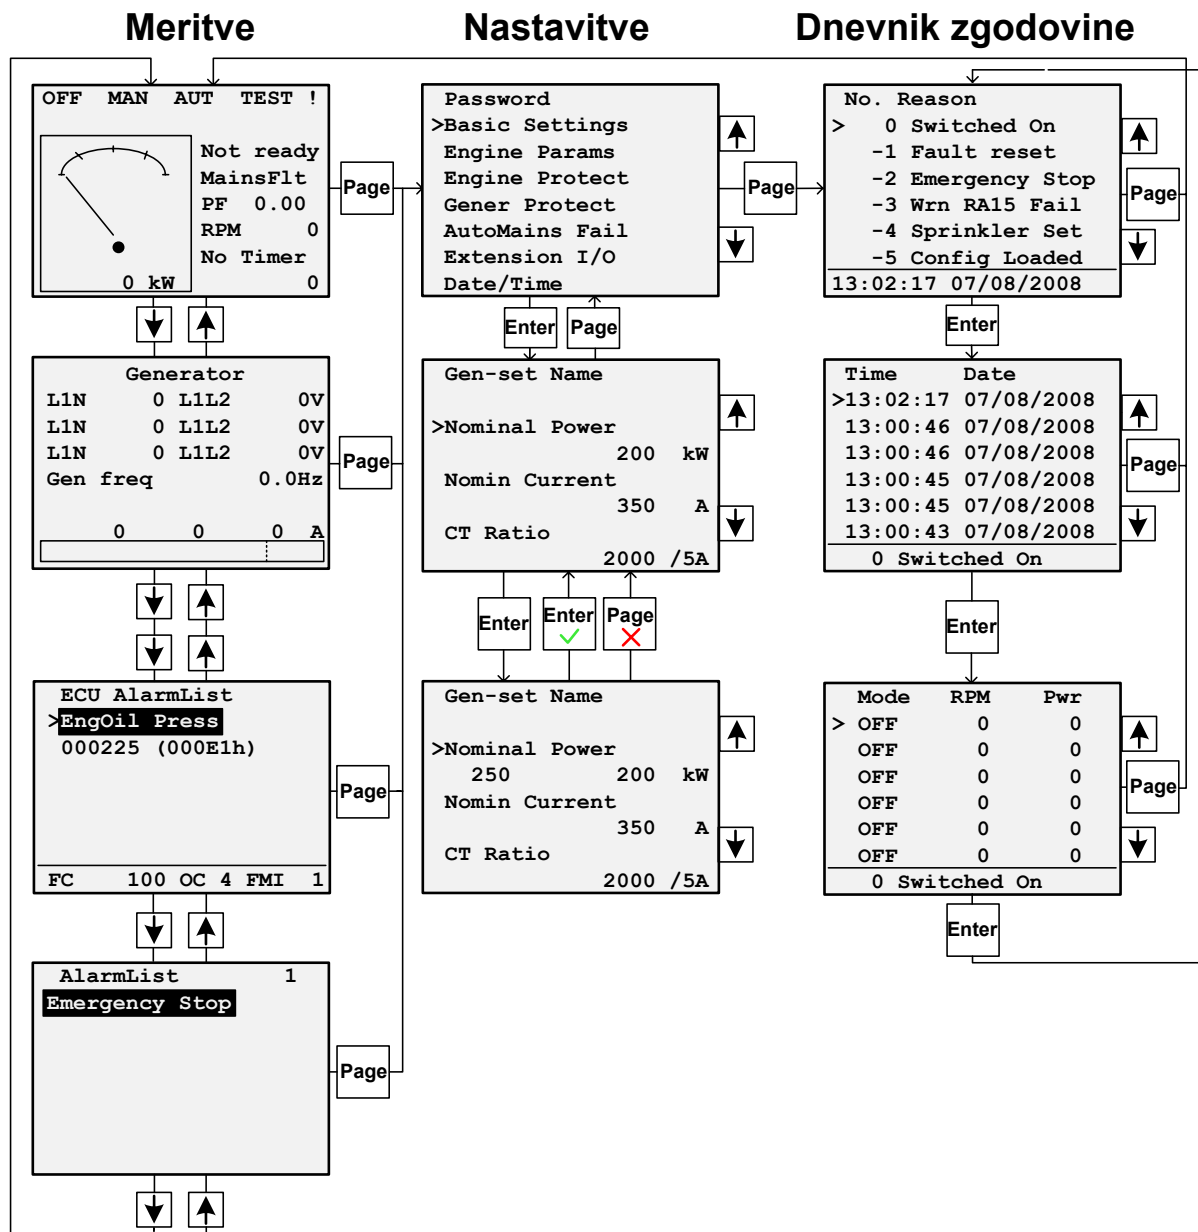 Meritve
OFF MAN AUT TEST !
Not ready
MainsFlt
PF 0.00
RPM 0
No Timer
0 kW 0
Page
Generator
L1N 0 L1L2 0V
L1N 0 L1L2 0V
L1N 0 L1L2 0V
Gen freq 0.0Hz
0 0 0 A
Page
ECU AlarmList
>EngOil Press
000225 (000E1h)
FC 100 OC 4 FMI 1
Page
AlarmList 1
Emergency Stop
Page
Nastavitve
Password
>Basic Settings
Engine Params
Engine Protect
Gener Protect
AutoMains Fail
Extension I/O
Date/Time
Page
Enter Page
Gen-set Name
>Nominal Power
200 kW
Nomin Current
350 A
CT Ratio
2000 /5A
Enter Enter Page
Gen-set Name
>Nominal Power
250 200 kW
Nomin Current
350 A
CT Ratio
2000 /5A
Dnevnik zgodovine
No. Reason
> 0 Switched On
-1 Fault reset
-2 Emergency Stop
-3 Wrn RA15 Fail
-4 Sprinkler Set
-5 Config Loaded
13:02:17 07/08/2008
Page
Enter
Time Date
>13:02:17 07/08/2008
13:00:46 07/08/2008
13:00:46 07/08/2008
13:00:45 07/08/2008
13:00:45 07/08/2008
13:00:43 07/08/2008
0 Switched On
Page
Enter
Mode RPM Pwr
> OFF 0 0
OFF 0 0
OFF 0 0
OFF 0 0
OFF 0 0
OFF 0 0
0 Switched On
Page
Enter